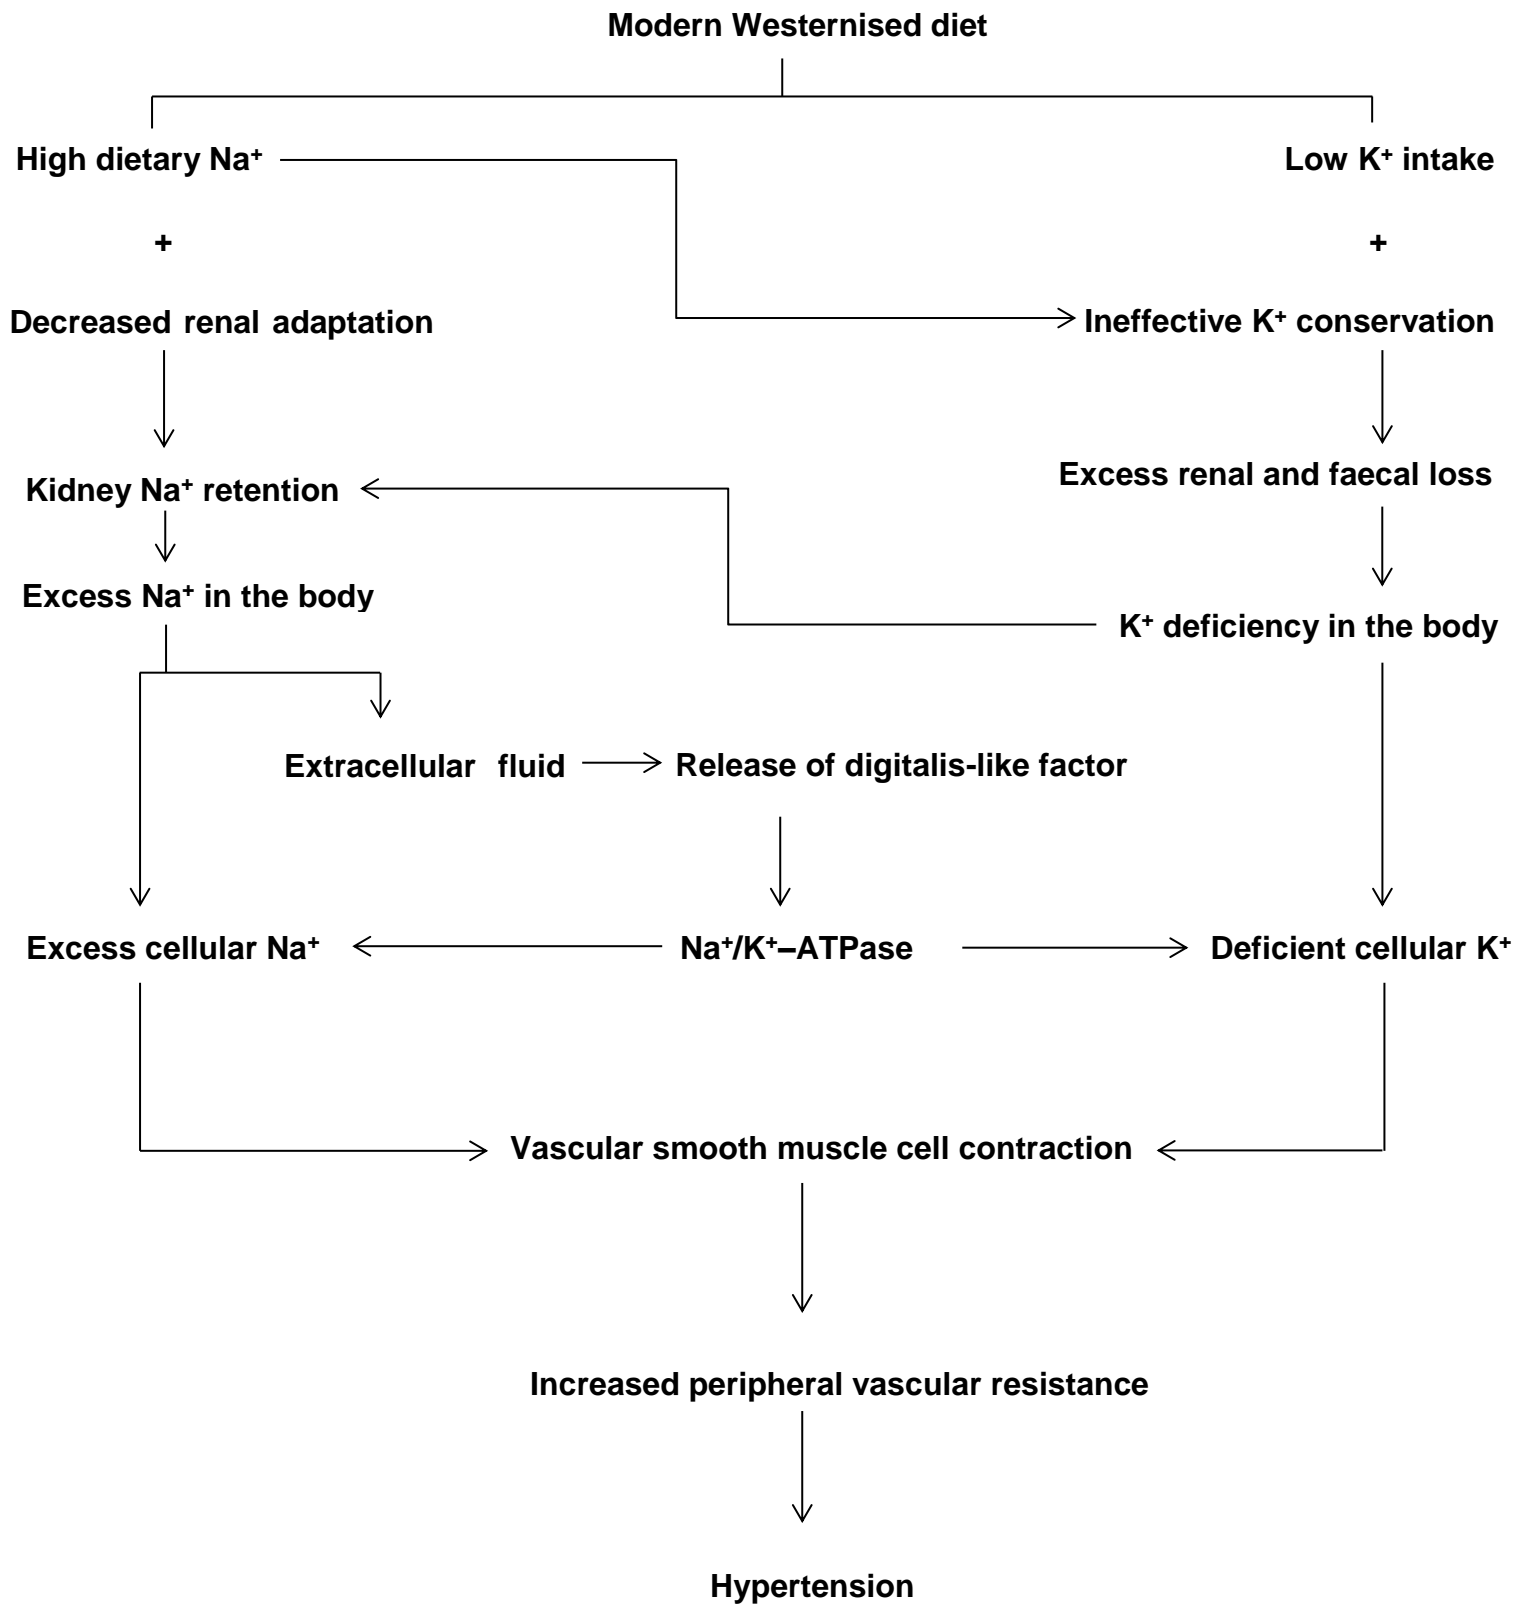 Modern Westernised diet
High dietary Na⁺
Low K⁺ intake
+
+
Decreased renal adaptation
Ineffective K⁺ conservation
Kidney Na⁺ retention
Excess renal and faecal loss
Excess Na⁺ in the body
K⁺ deficiency in the body
Extracellular fluid
Release of digitalis-like factor
Excess cellular Na⁺
Na⁺/K⁺–ATPase
Deficient cellular K⁺
Vascular smooth muscle cell contraction
Increased peripheral vascular resistance
Hypertension